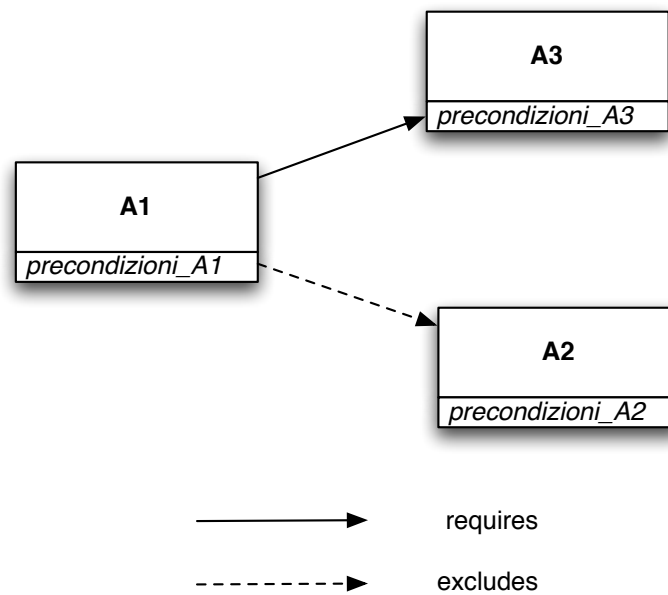 A3
precondizioni_A3
A1
precondizioni_A1
A2
precondizioni_A2
requires
excludes